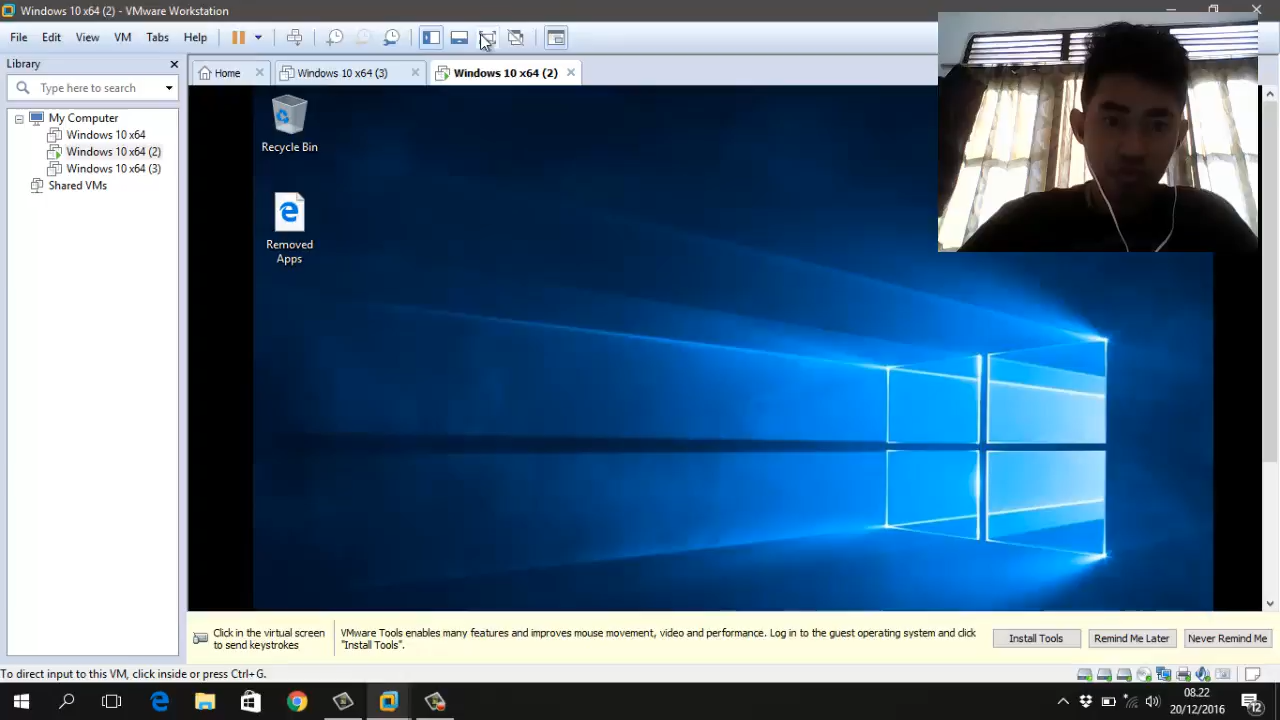 Windows 10 x64 (2) - VMware Workstation
File Edit View VM Tabs Help
Library
Type here to search
My Computer
Windows 10 x64
Windows 10 x64 (2)
Windows 10 x64 (3)
Shared VMs
Home
Windows 10 x64 (3)
Windows 10 x64 (2)
Recycle Bin
Removed
Apps
Click in the virtual screen
to send keystrokes
VMware Tools enables many features and improves mouse movement, video and performance. Log in to the guest operating system and click
"Install Tools".
Install Tools
Remind Me Later
Never Remind Me
To direct input to this VM, click inside or press Ctrl+G.
08.22
20/12/2016
12